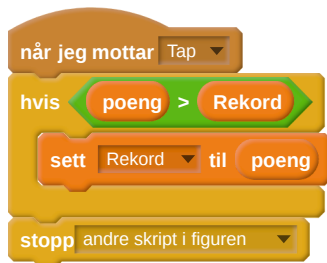 når jeg mottar Tap
hvis poeng > Rekord
sett Rekord til poeng
stopp andre skript i figuren